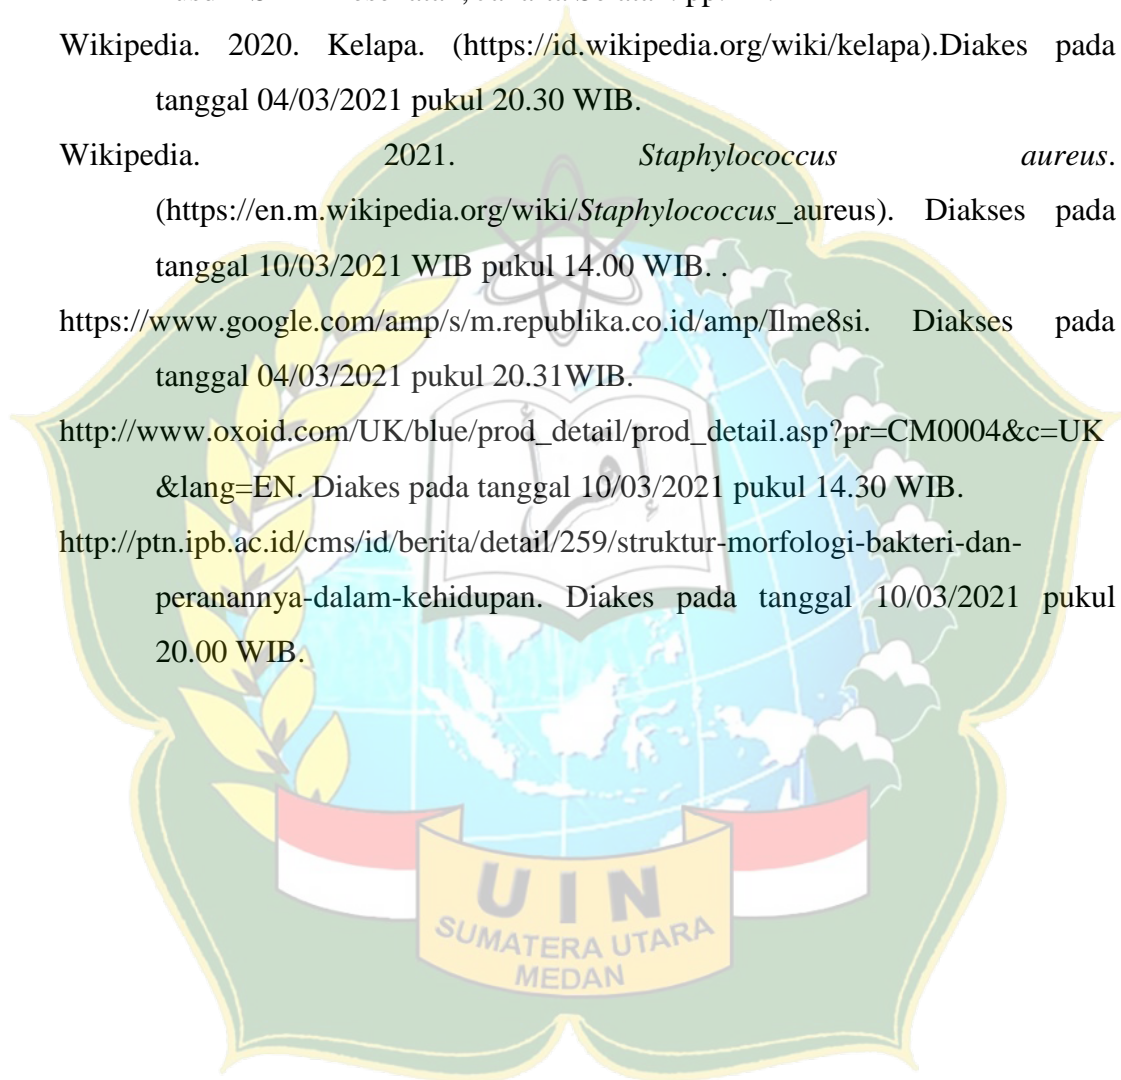 Wikipedia. 2020. Kelapa. (https://id.wikipedia.org/wiki/kelapa).Diakes pada
tanggal 04/03/2021 pukul 20.30 WIB.
Wikipedia. 2021. Staphylococcus aureus.
(https://en.m.wikipedia.org/wiki/Staphylococcus_aureus). Diakses pada
tanggal 10/03/2021 WIB pukul 14.00 WIB. .
https://www.google.com/amp/s/m.republika.co.id/amp/Ilme8si. Diakses pada
tanggal 04/03/2021 pukul 20.31WIB.
http://www.oxoid.com/UK/blue/prod_detail/prod_detail.asp?pr=CM0004&c=UK
&lang=EN. Diakes pada tanggal 10/03/2021 pukul 14.30 WIB.
http://ptn.ipb.ac.id/cms/id/berita/detail/259/struktur-morfologi-bakteri-dan-
peranannya-dalam-kehidupan. Diakes pada tanggal 10/03/2021 pukul
20.00 WIB.
UIN
SUMATERA UTARA
MEDAN